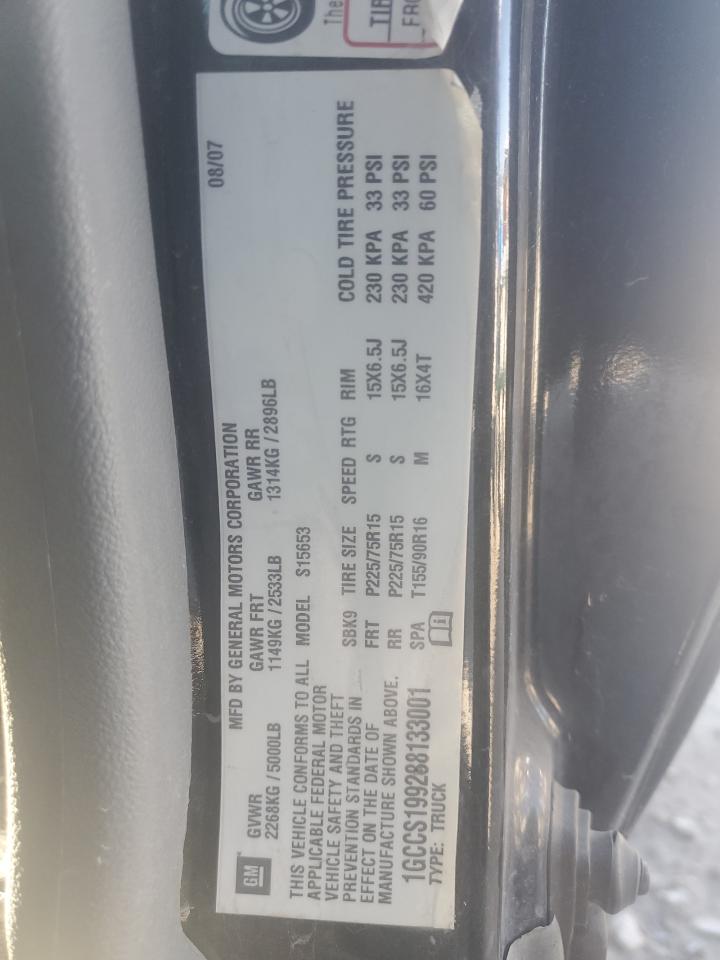 The
TIR
FRO
08/07
MFD BY GENERAL MOTORS CORPORATION
GVWR GAWR FRT GAWR RR
2268KG / 5000LB 1149KG / 2533LB 1314KG / 2896LB
GM
THIS VEHICLE CONFORMS TO ALL
APPLICABLE FEDERAL MOTOR
VEHICLE SAFETY AND THEFT
PREVENTION STANDARDS IN
EFFECT ON THE DATE OF
MANUFACTURE SHOWN ABOVE.
1GCCS199288133001
TYPE: TRUCK
MODEL S15653
SBK9 TIRE SIZE SPEED RTG RIM COLD TIRE PRESSURE
FRT P225/75R15 S 15X6.5J 230 KPA 33 PSI
RR P225/75R15 S 15X6.5J 230 KPA 33 PSI
SPA T155/90R16 M 16X4T 420 KPA 60 PSI